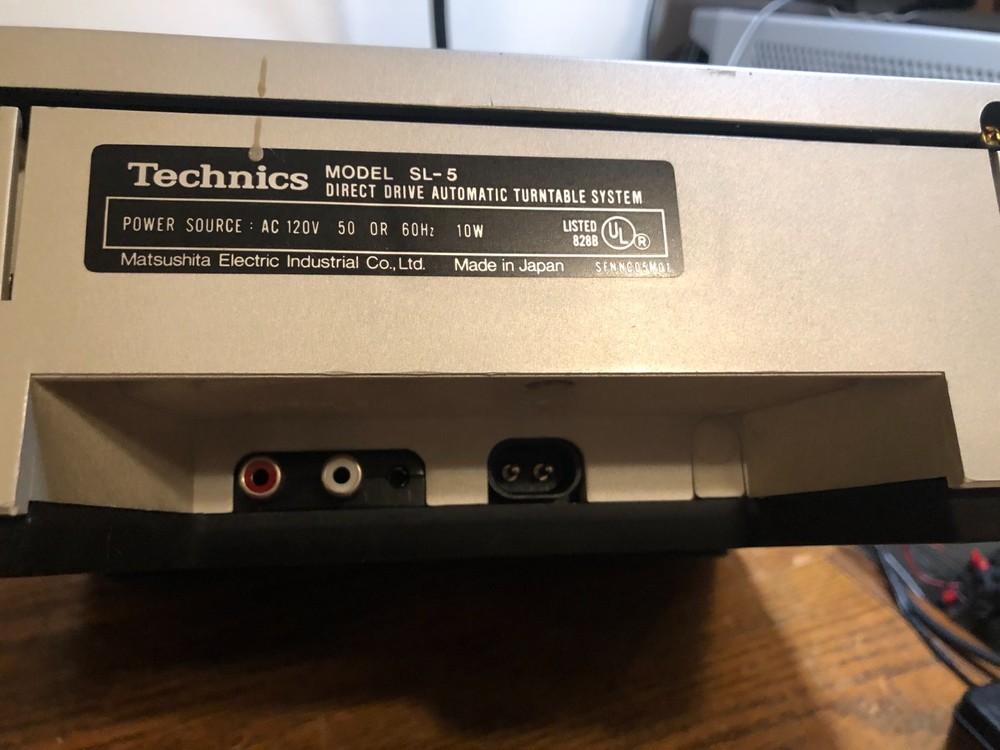 Technics MODEL SL-5
DIRECT DRIVE AUTOMATIC TURNTABLE SYSTEM
POWER SOURCE : AC 120V 50 OR 60Hz 10W
LISTED
828B
UL R
Matsushita Electric Industrial Co., Ltd. Made in Japan SFNNC05M01